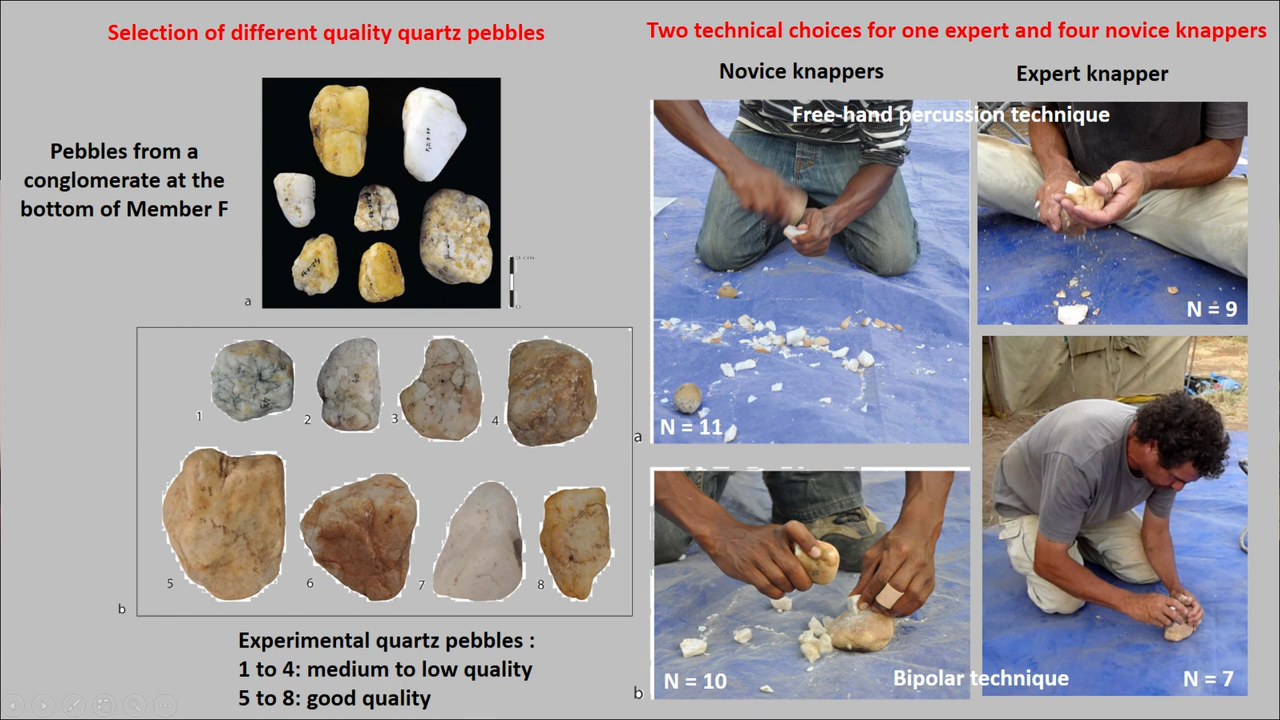 Selection of different quality quartz pebbles
Pebbles from a
conglomerate at the
bottom of Member F
a
1
2
3
4
5
6
7
8
b
Experimental quartz pebbles :
1 to 4: medium to low quality
5 to 8: good quality
Two technical choices for one expert and four novice knappers
Novice knappers
Expert knapper
Free-hand percussion technique
N = 11
N = 9
a
N = 10
Bipolar technique
N = 7
b